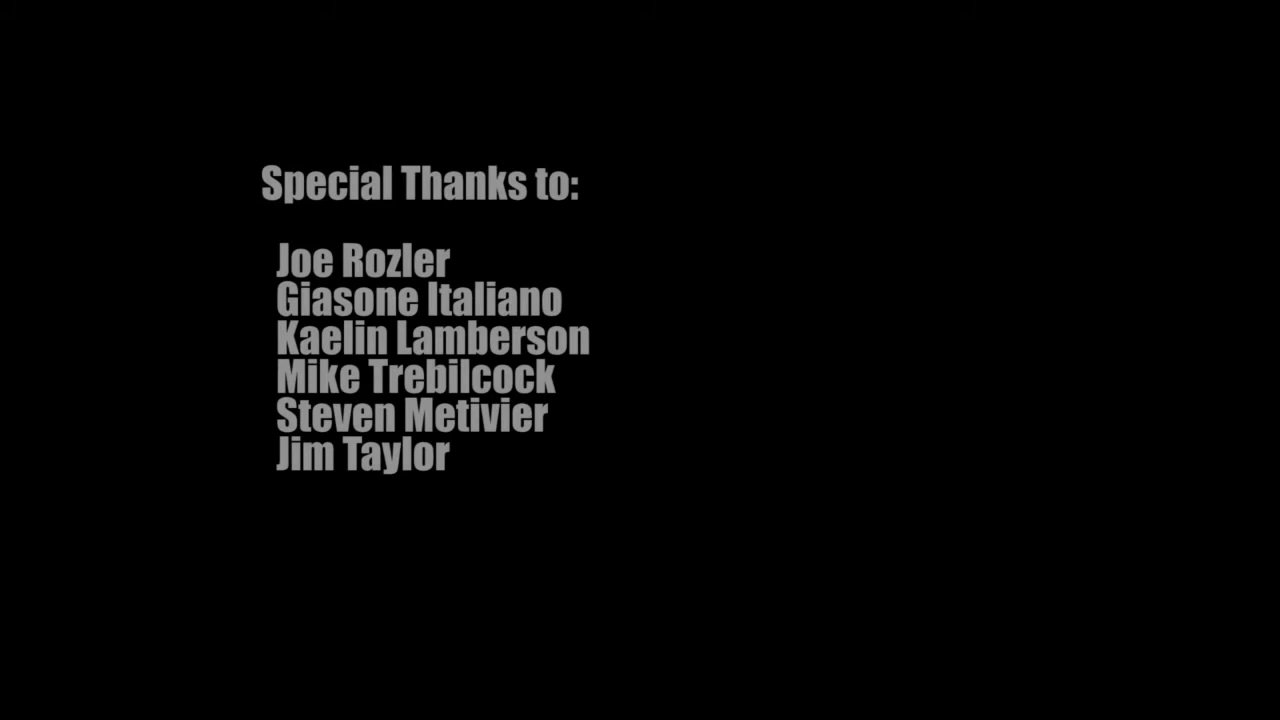 Special Thanks to:
Joe Rozler
Giasone Italiano
Kaelin Lamberson
Mike Trebilcock
Steven Metivier
Jim Taylor